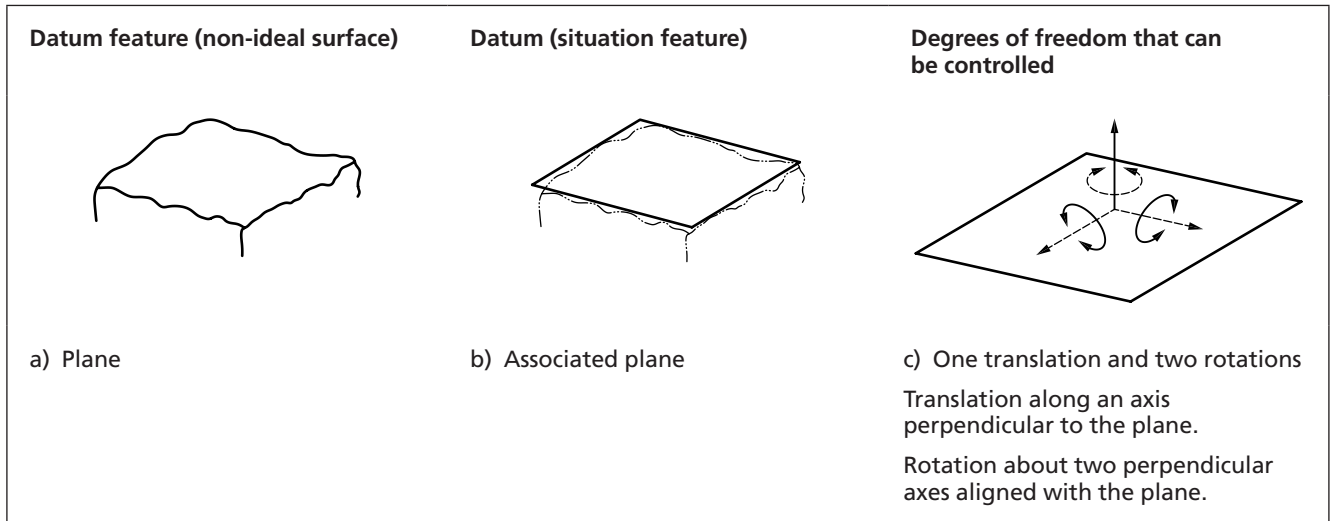 Datum feature (non-ideal surface)
Datum (situation feature)
Degrees of freedom that can
be controlled
a) Plane
b) Associated plane
c) One translation and two rotations
Translation along an axis
perpendicular to the plane.
Rotation about two perpendicular
axes aligned with the plane.